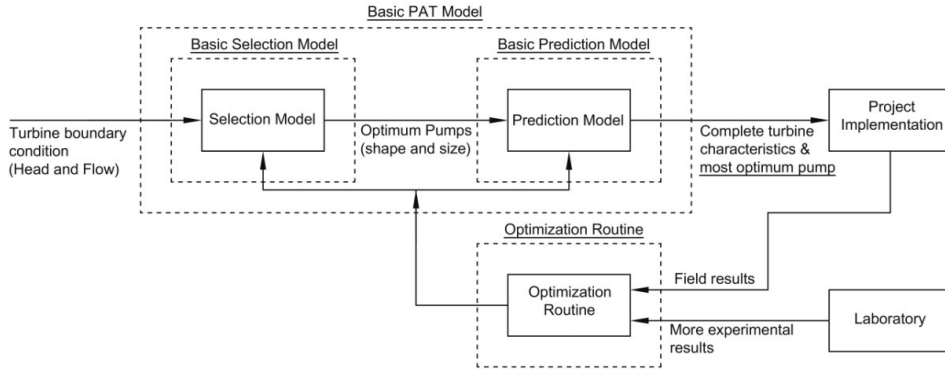 Basic PAT Model
Basic Selection Model
Basic Prediction Model
Selection Model
Prediction Model
Project
Implementation
Turbine boundary
condition
(Head and Flow)
Optimum Pumps
(shape and size)
Complete turbine
characteristics &
most optimum pump
Optimization Routine
Optimization
Routine
Field results
More experimental
results
Laboratory